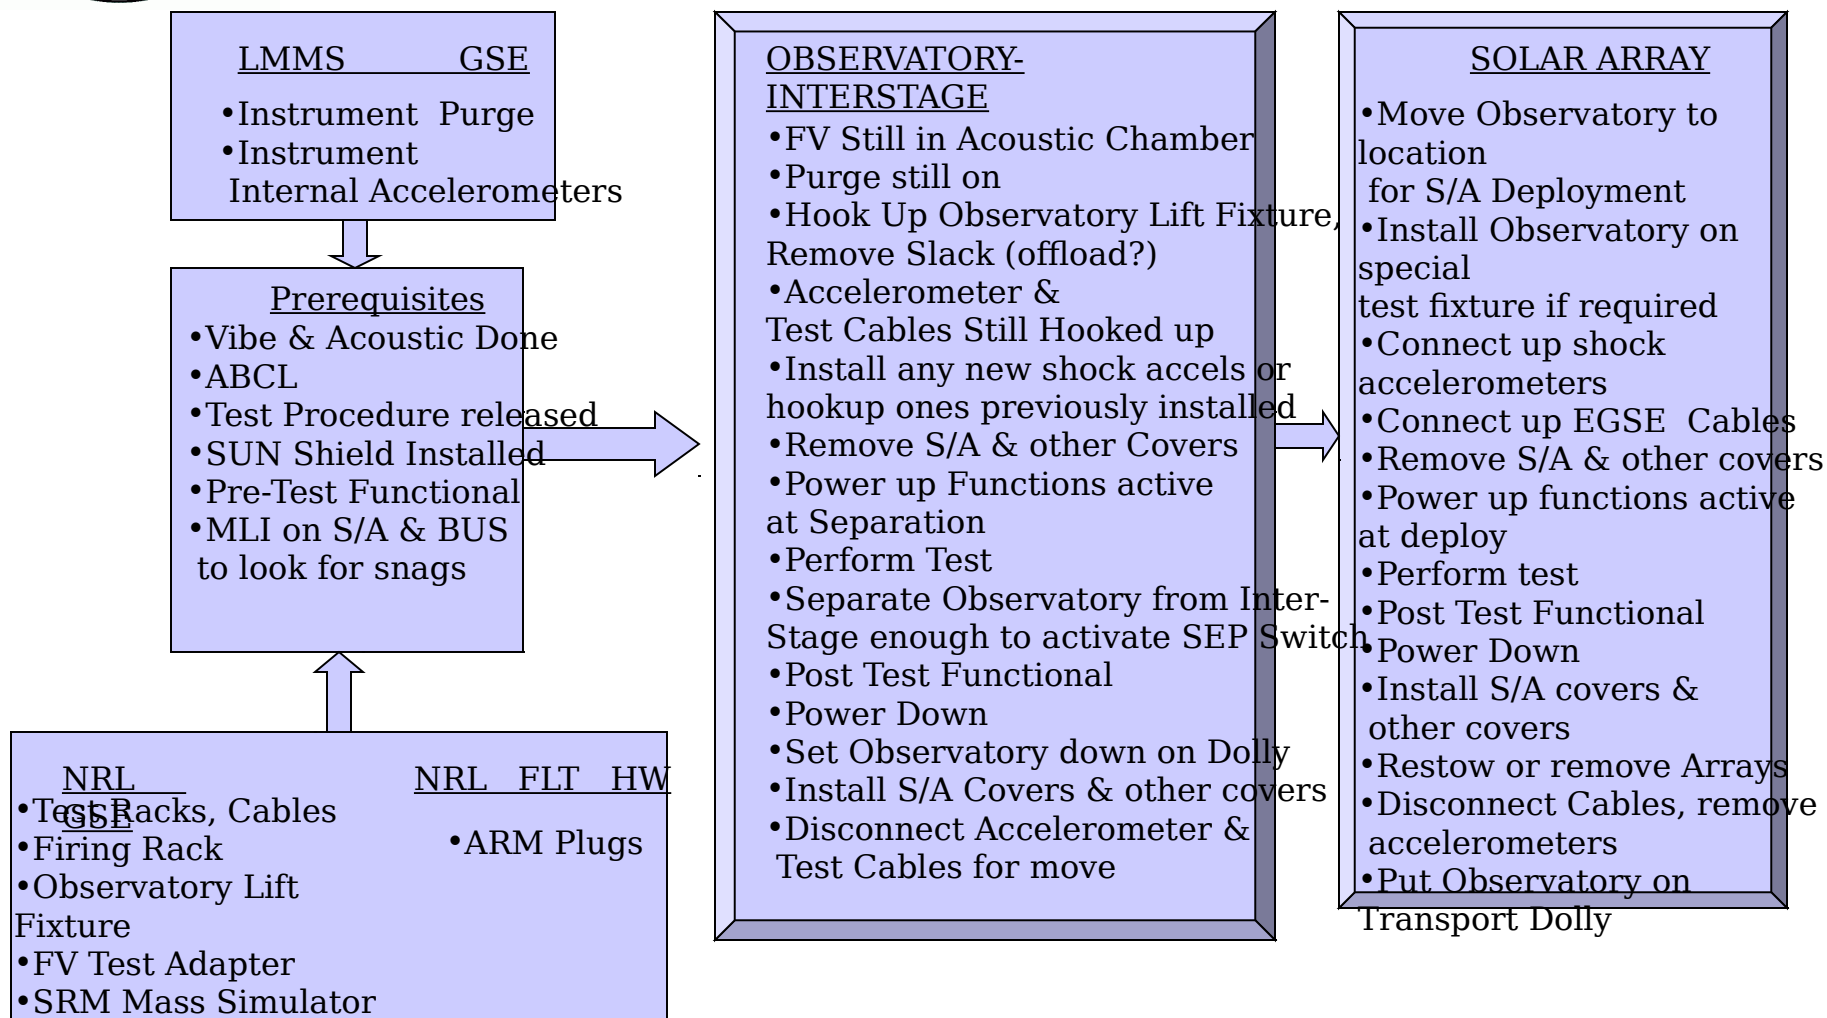 LMMS GSE
•Instrument Purge
•Instrument
Internal Accelerometers
Prerequisites
•Vibe & Acoustic Done
•ABCL
•Test Procedure released
•SUN Shield Installed
•Pre-Test Functional
•MLI on S/A & BUS
to look for snags
NRL
GSE
•Test Racks, Cables
•Firing Rack
•Observatory Lift
Fixture
•FV Test Adapter
•SRM Mass Simulator
NRL FLT HW
•ARM Plugs
OBSERVATORY-
INTERSTAGE
•FV Still in Acoustic Chamber
•Purge still on
•Hook Up Observatory Lift Fixture,
Remove Slack (offload?)
•Accelerometer &
Test Cables Still Hooked up
•Install any new shock accels or
hookup ones previously installed
•Remove S/A & other Covers
•Power up Functions active
at Separation
•Perform Test
•Separate Observatory from Inter-
Stage enough to activate SEP Switch
•Post Test Functional
•Power Down
•Set Observatory down on Dolly
•Install S/A Covers & other covers
•Disconnect Accelerometer &
Test Cables for move
SOLAR ARRAY
•Move Observatory to
location
for S/A Deployment
•Install Observatory on
special
test fixture if required
•Connect up shock
accelerometers
•Connect up EGSE Cables
•Remove S/A & other covers
•Power up functions active
at deploy
•Perform test
•Post Test Functional
•Power Down
•Install S/A covers &
other covers
•Restow or remove Arrays
•Disconnect Cables, remove
accelerometers
•Put Observatory on
Transport Dolly